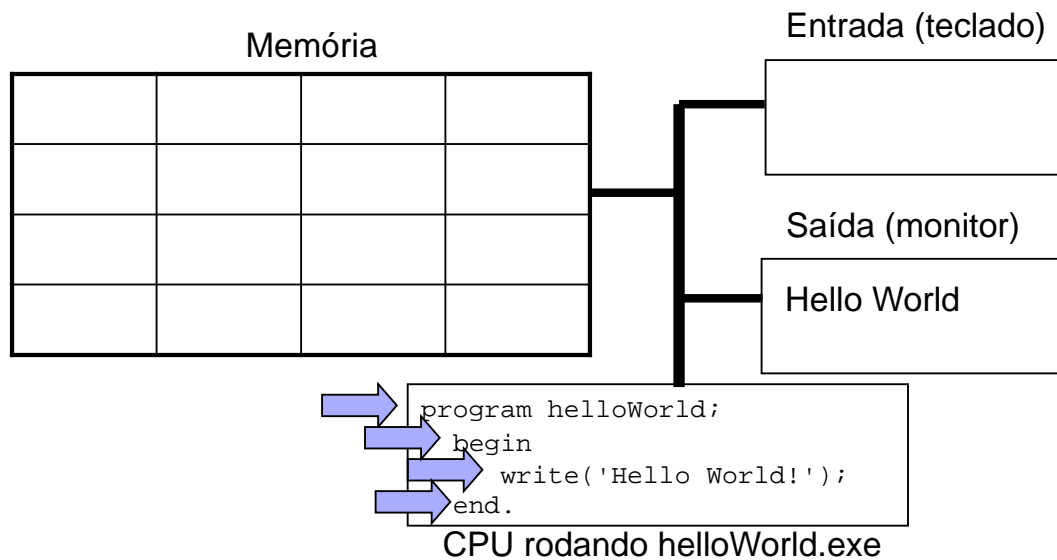 Memória
Entrada (teclado)
Saída (monitor)
Hello World
program helloWorld;
begin
write('Hello World!');
end.
CPU rodando helloWorld.exe